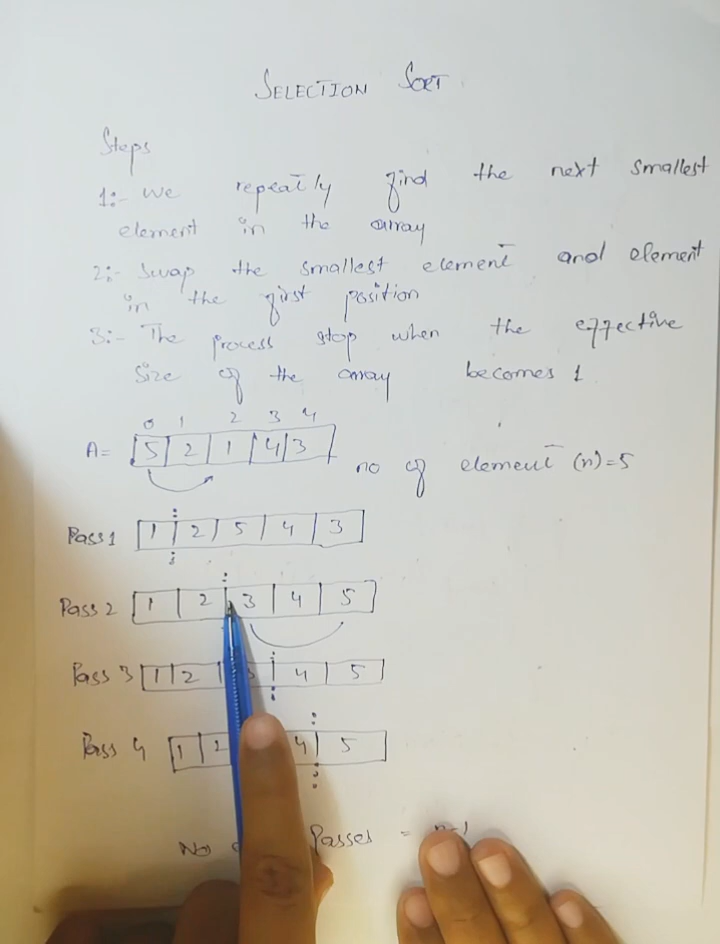 SELECTION SORT
Steps
1:- We repeatly find the next smallest
element in the array
2:- Swap the smallest element and element
in the first position
3:- The process stop when the effective
size of the array becomes 1
0 1 2 3 4
A= 5 2 1 4 3
no of element (n)=5
Pass 1 1 2 5 4 3
Pass 2 1 2 3 4 5
Pass 3 1 2 4 5
Pass 4 1 2 4 5
No Passes = n-1